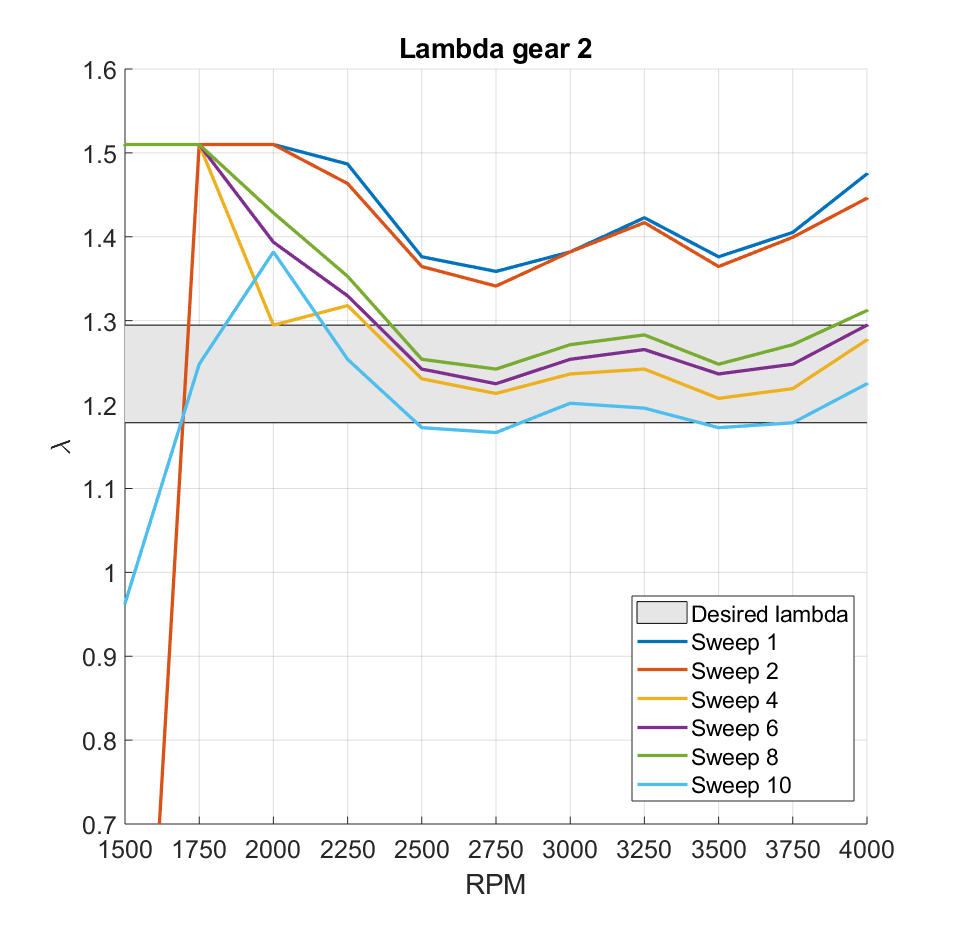 Lambda gear 2
1.6
1.5
1.4
1.3
1.2
1.1
1
0.9
0.8
0.7
λ
1500 1750 2000 2250 2500 2750 3000 3250 3500 3750 4000
RPM
Desired lambda
Sweep 1
Sweep 2
Sweep 4
Sweep 6
Sweep 8
Sweep 10